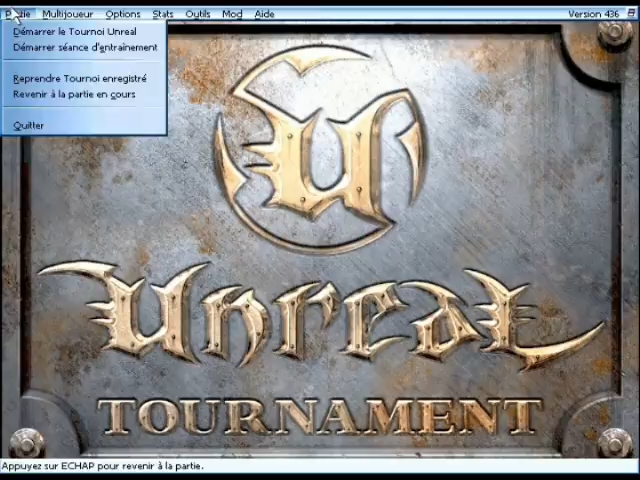 Partie Multijoueur Options Stats Outils Mod Aide Version 436
Démarrer le Tournoi Unreal
Démarrer séance d'entraînement
Reprendre Tournoi enregistré
Revenir à la partie en cours
Quitter
U
Unreal
TOURNAMENT
Appuyez sur ECHAP pour revenir à la partie.